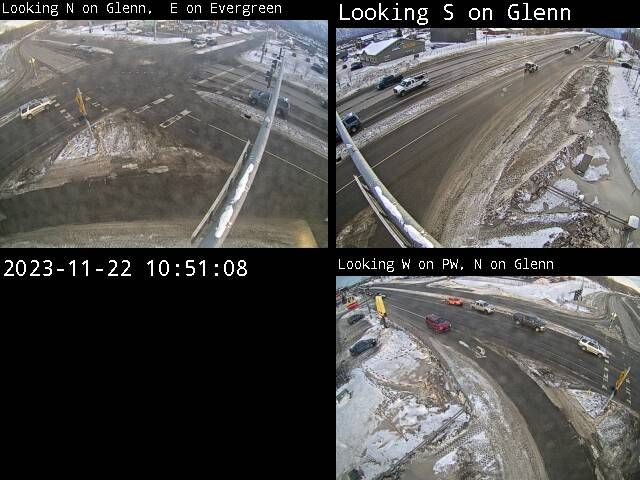 Looking N on Glenn, E on Evergreen
Looking S on Glenn
2023-11-22 10:51:08
Looking W on PW, N on Glenn